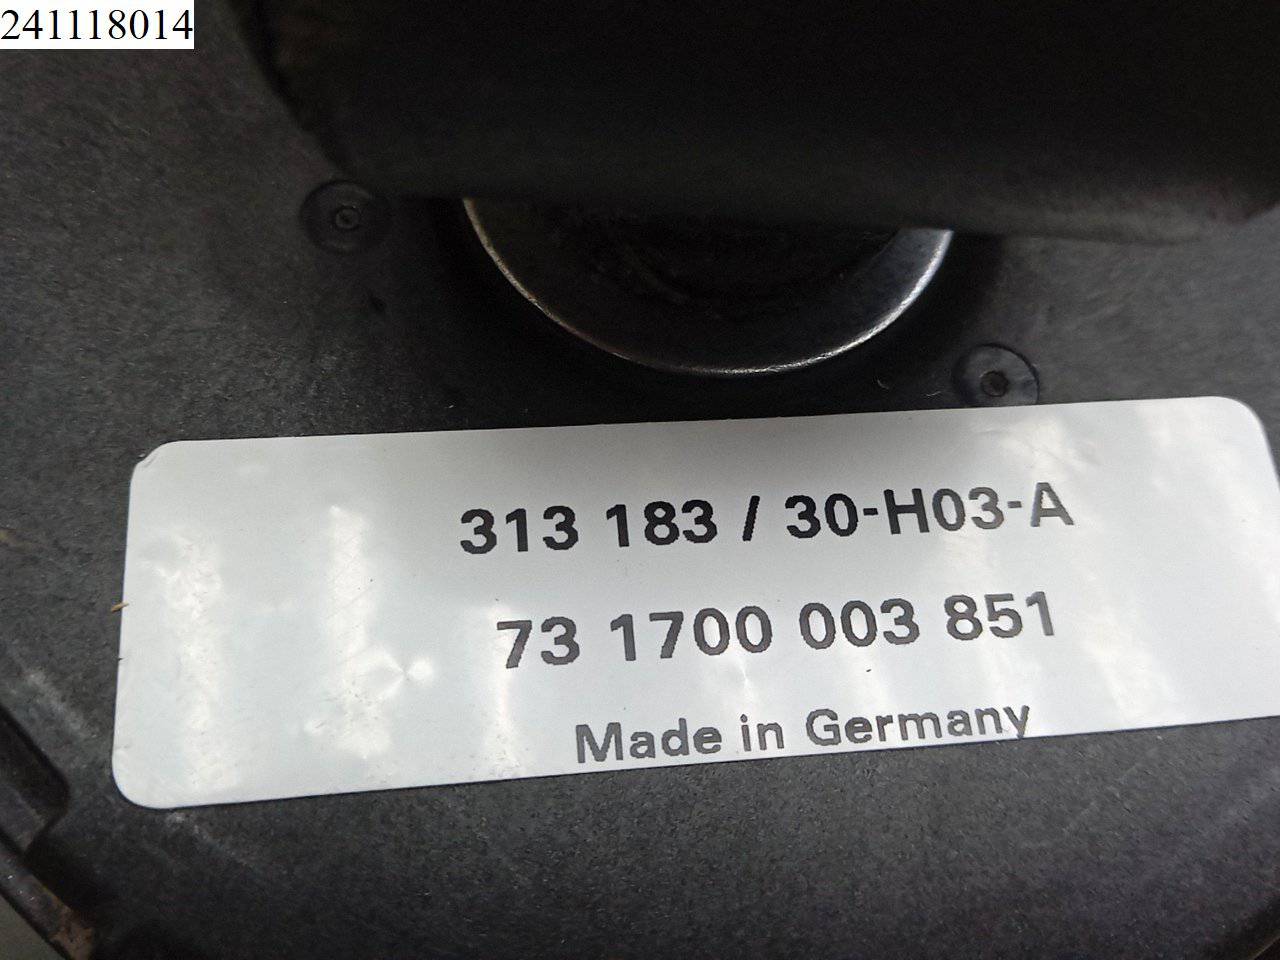 241118014
313 183 / 30-H03-A
73 1700 003 851
Made in Germany